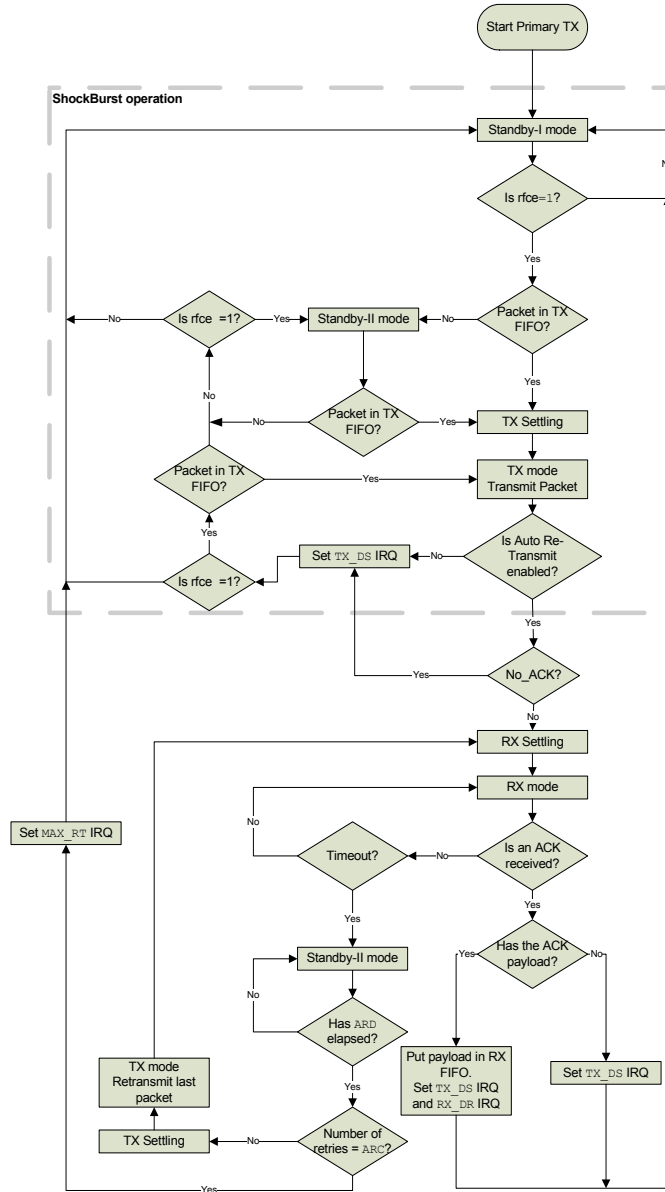 Start Primary TX
ShockBurst operation
Standby-I mode
Is rfce=1?
Yes
Is rfce =1?
No
Yes
Standby-II mode
No
Packet in TX
FIFO?
Yes
No
Packet in TX
FIFO?
No
Yes
TX Settling
Packet in TX
FIFO?
Yes
TX mode
Transmit Packet
Yes
Is Auto Re-
Transmit
enabled?
No
Set TX_DS IRQ
Is rfce =1?
Yes
No_ACK?
Yes
No
RX Settling
RX mode
No
Set MAX_RT IRQ
Timeout?
No
Is an ACK
received?
Yes
Yes
Has the ACK
payload?
Yes
No
Standby-II mode
No
Has ARD
elapsed?
Put payload in RX
FIFO.
Set TX_DS IRQ
and RX_DR IRQ
Set TX_DS IRQ
TX mode
Retransmit last
packet
Yes
TX Settling
No
Number of
retries = ARC?
Yes